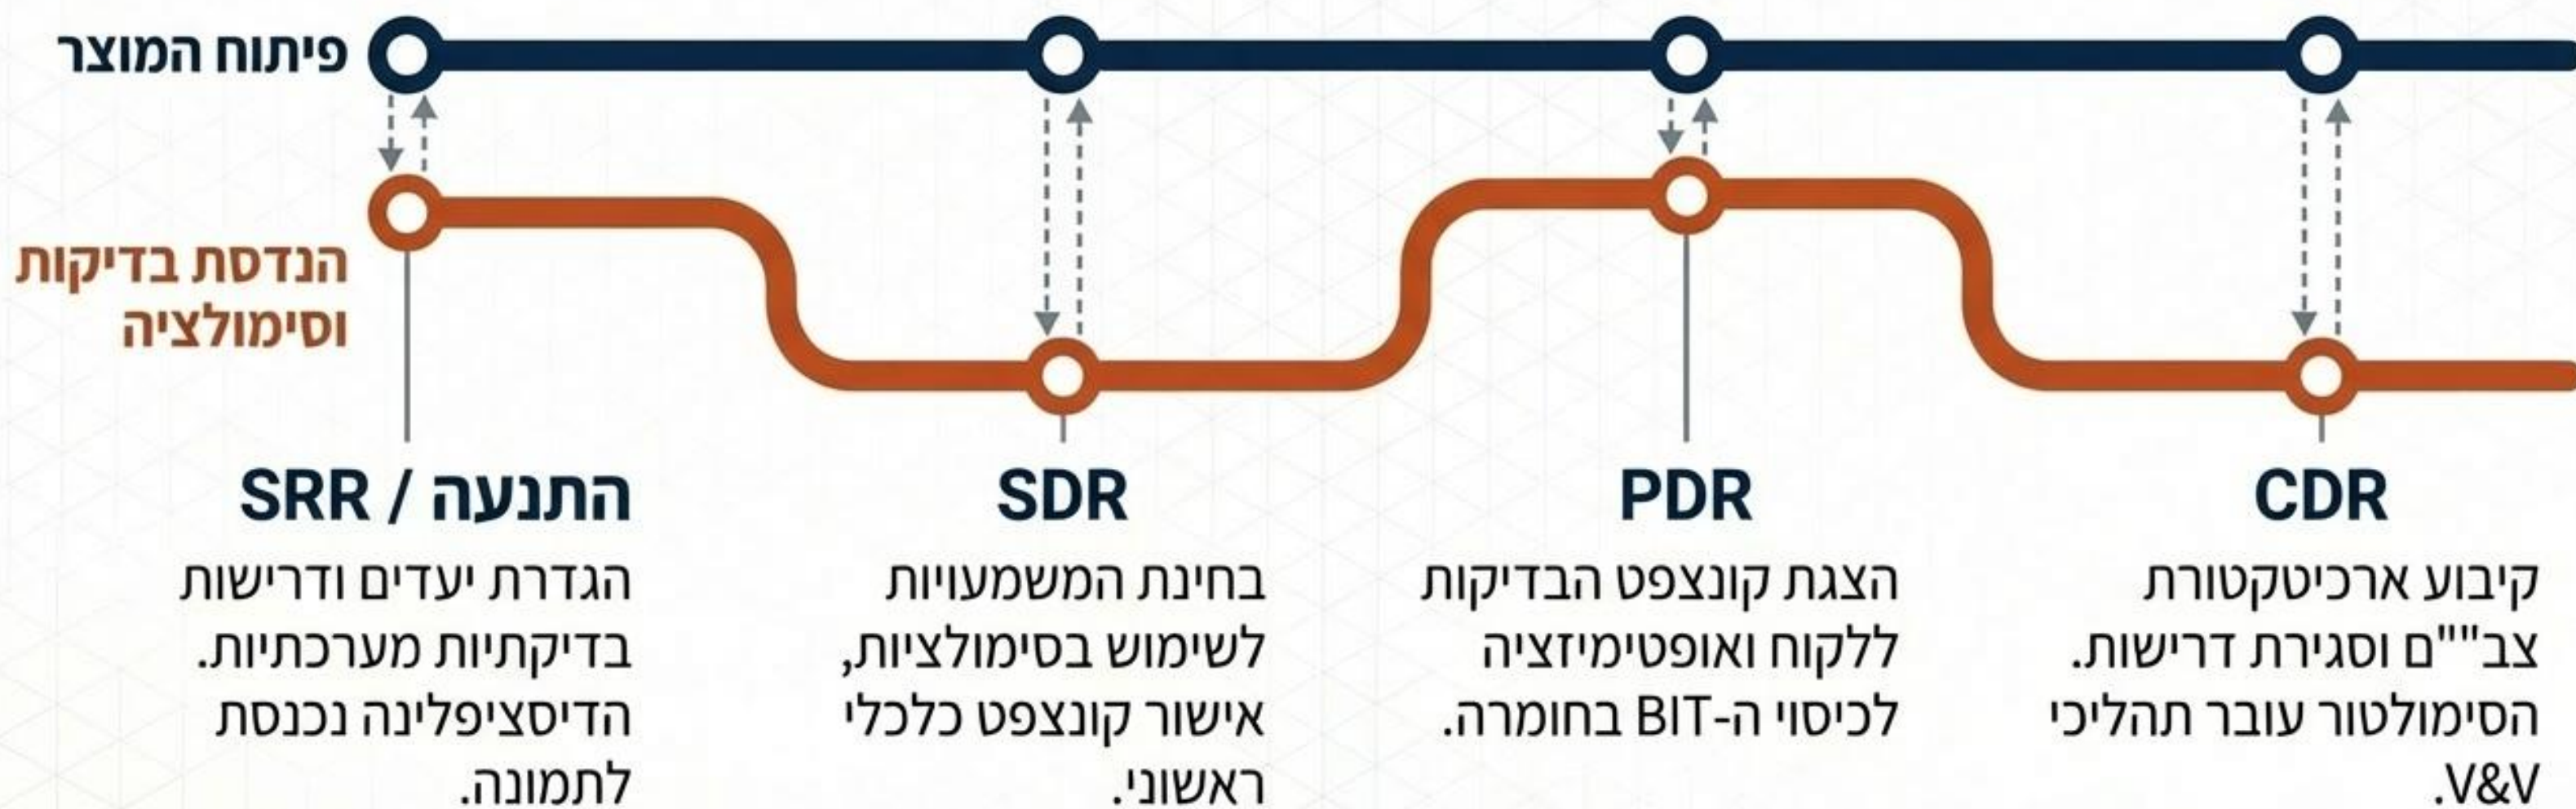 פיתוח המוצר
הנדסת בדיקות
וסימולציה
התנעה / SRR
הגדרת יעדים ודרישות
בדיקתיות מערכתיות.
הדיסציפלינה נכנסת
לתמונה.
SDR
בחינת המשמעויות
לשימוש בסימולציות,
אישור קונצפט כלכלי
ראשוני.
PDR
הצגת קונצפט הבדיקות
ללקוח ואופטימיזציה
לכיסוי ה-BIT בחומרה.
CDR
קיבוע ארכיטקטורת
צב""ם וסגירת דרישות.
הסימולטור עובר תהליכי
V&V.